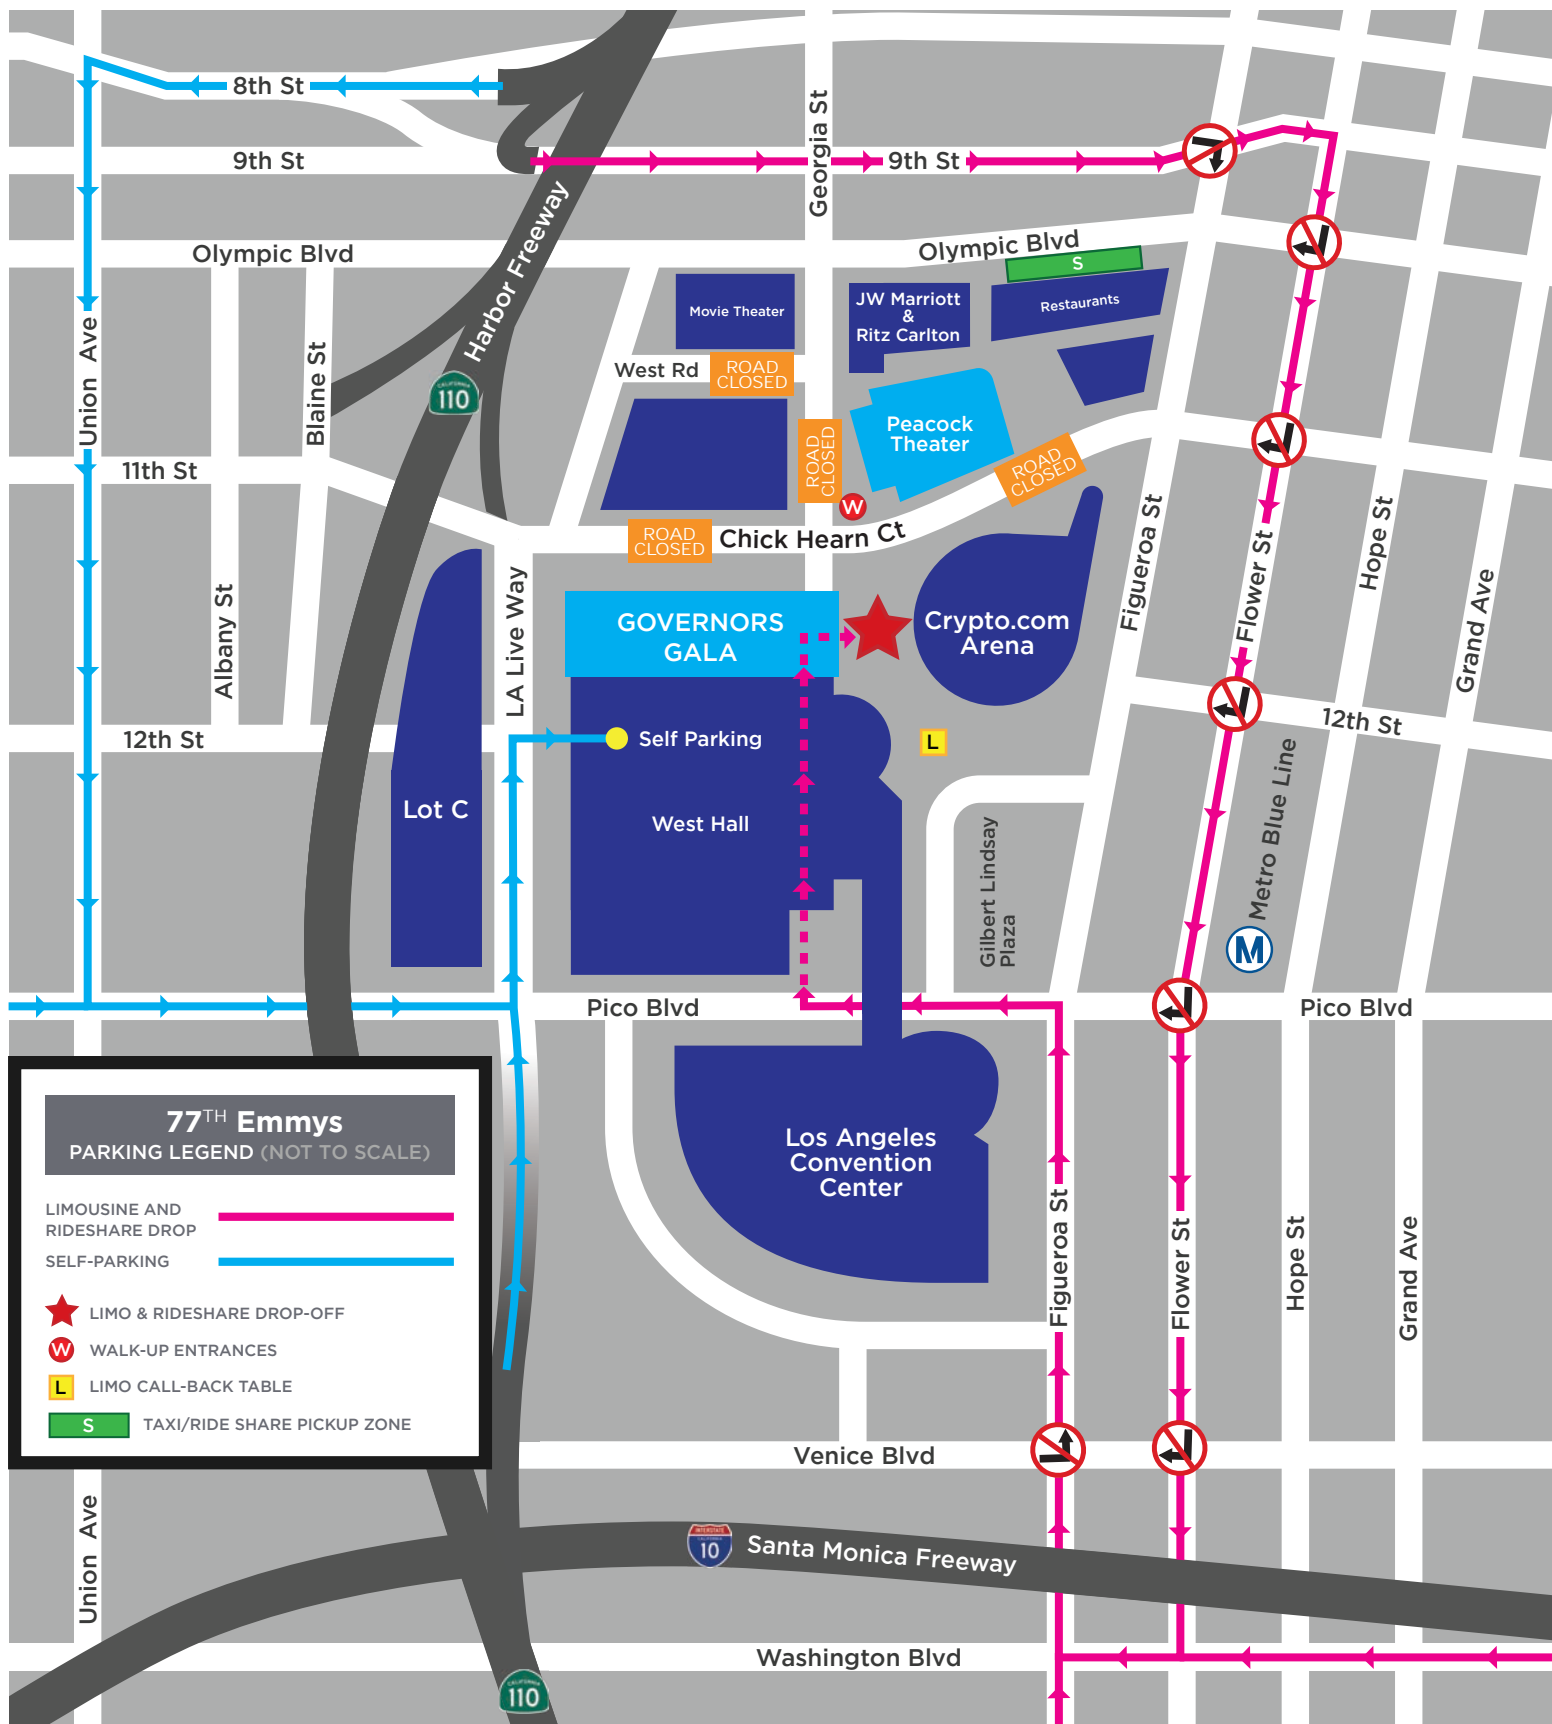 8th St
9th St
9th St
Georgia St
Olympic Blvd
Olympic Blvd
S
Harbor Freeway
Movie Theater
JW Marriott
&
Ritz Carlton
Restaurants
Union Ave
Blaine St
CALIFORNIA
110
West Rd
ROAD
CLOSED
ROAD
CLOSED
Peacock
Theater
ROAD
CLOSED
11th St
W
ROAD
CLOSED
Chick Hearn Ct
Figueroa St
Flower St
Hope St
Grand Ave
Albany St
LA Live Way
GOVERNORS
GALA
Crypto.com
Arena
12th St
12th St
Self Parking
L
Lot C
West Hall
Gilbert Lindsay
Plaza
Metro Blue Line
M
Pico Blvd
Pico Blvd
77TH Emmys
PARKING LEGEND (NOT TO SCALE)
LIMOUSINE AND
RIDESHARE DROP
SELF-PARKING
LIMO & RIDESHARE DROP-OFF
W WALK-UP ENTRANCES
L LIMO CALL-BACK TABLE
S TAXI/RIDE SHARE PICKUP ZONE
Los Angeles
Convention
Center
Figueroa St
Flower St
Hope St
Grand Ave
Venice Blvd
Union Ave
INTERSTATE
CALIFORNIA
10
Santa Monica Freeway
Washington Blvd
CALIFORNIA
110